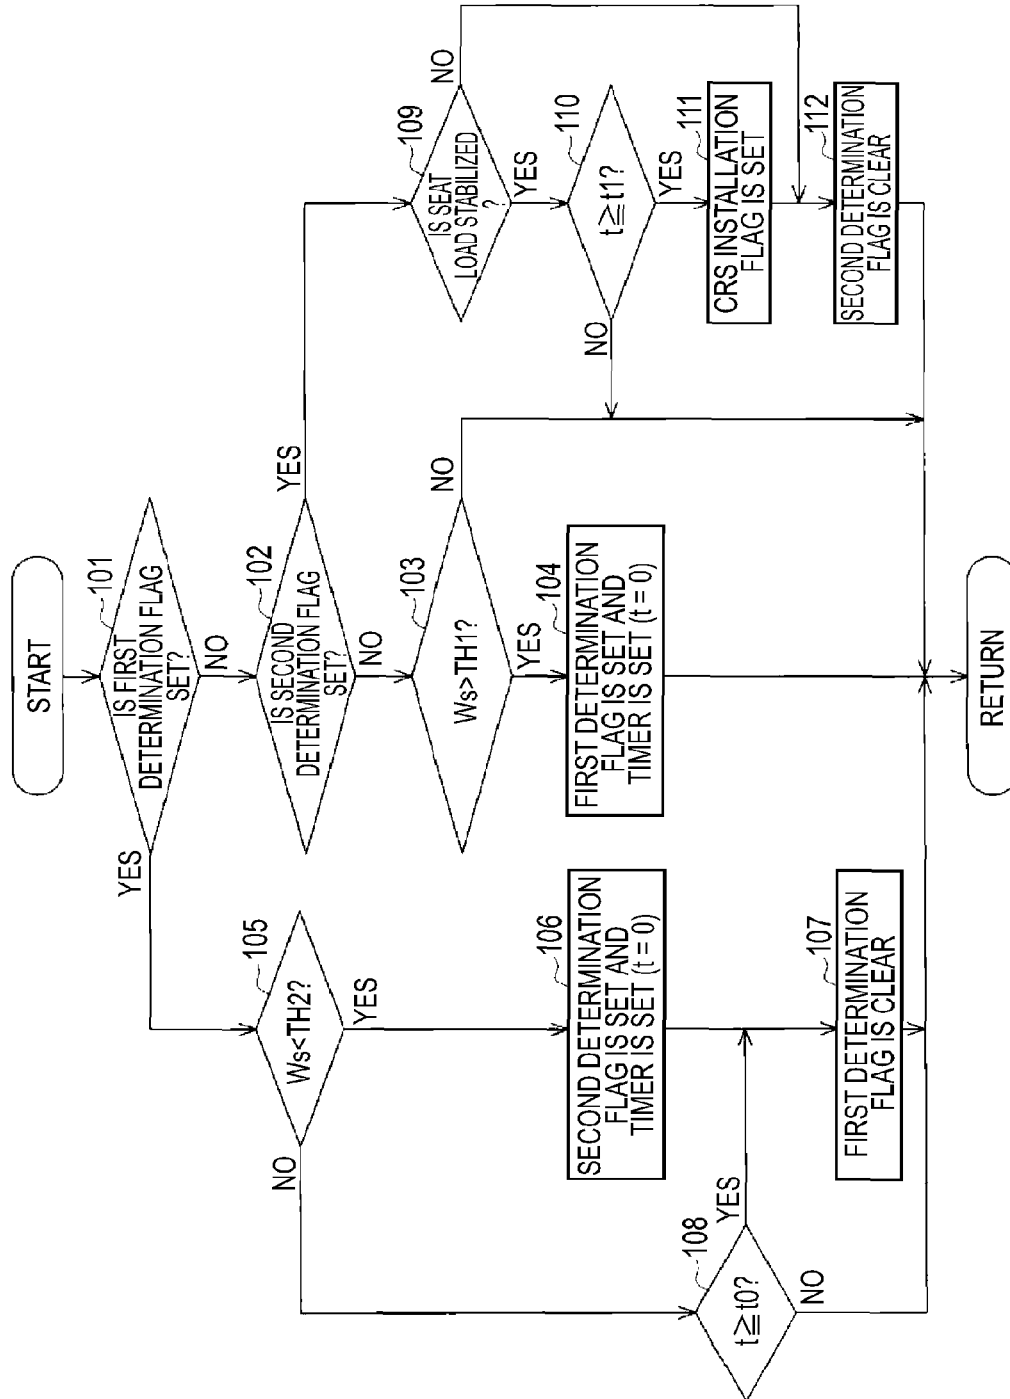 START
101
IS FIRST
DETERMINATION FLAG
SET?
YES
NO
102
IS SECOND
DETERMINATION FLAG
SET?
YES
NO
103
Ws>TH1?
NO
YES
104
FIRST DETERMINATION
FLAG IS SET AND
TIMER IS SET (t = 0)
105
Ws<TH2?
NO
YES
106
SECOND DETERMINATION
FLAG IS SET AND
TIMER IS SET (t = 0)
107
FIRST DETERMINATION
FLAG IS CLEAR
108
t≧t0?
YES
NO
109
IS SEAT
LOAD STABILIZED
?
NO
YES
110
t≧t1?
NO
YES
111
CRS INSTALLATION
FLAG IS SET
112
SECOND DETERMINATION
FLAG IS CLEAR
RETURN